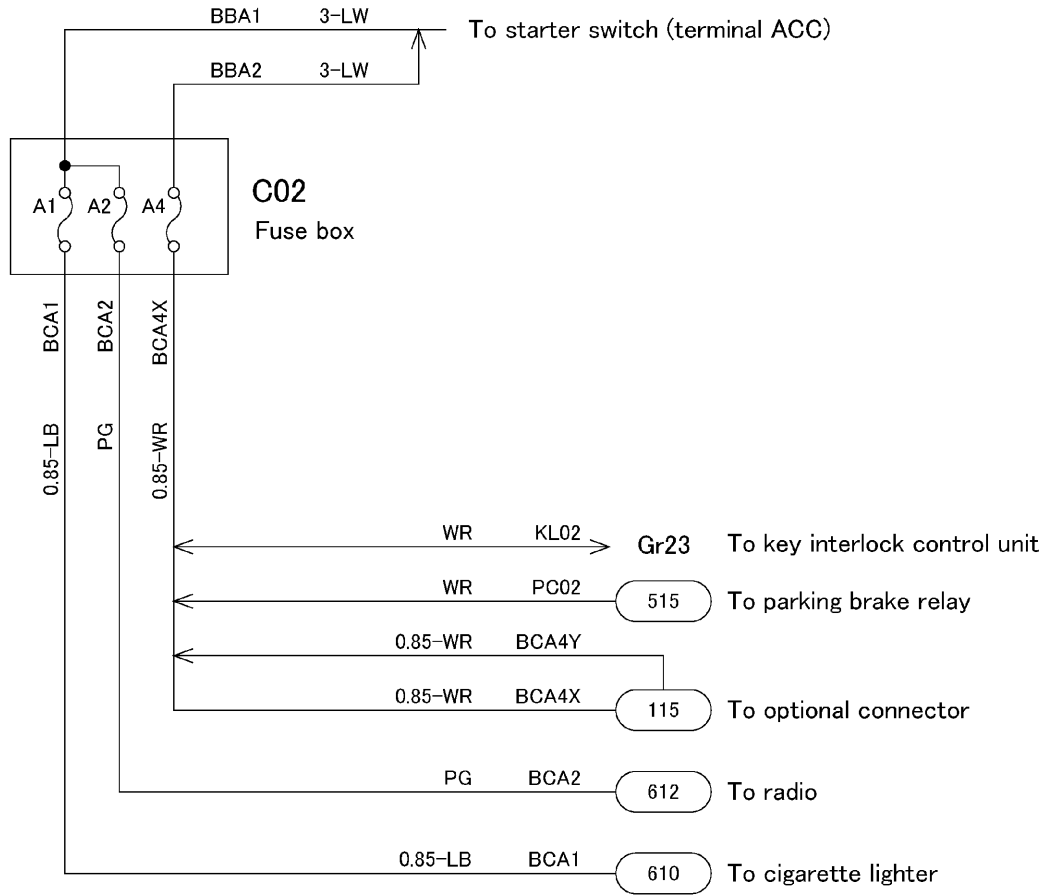 BBA1 3-LW To starter switch (terminal ACC)
BBA2 3-LW
C02
A1 A2 A4
Fuse box
BCA1 BCA2 BCA4X
0.85-LB PG 0.85-WR
WR KL02 Gr23 To key interlock control unit
WR PC02 515 To parking brake relay
0.85-WR BCA4Y
0.85-WR BCA4X 115 To optional connector
PG BCA2 612 To radio
0.85-LB BCA1 610 To cigarette lighter